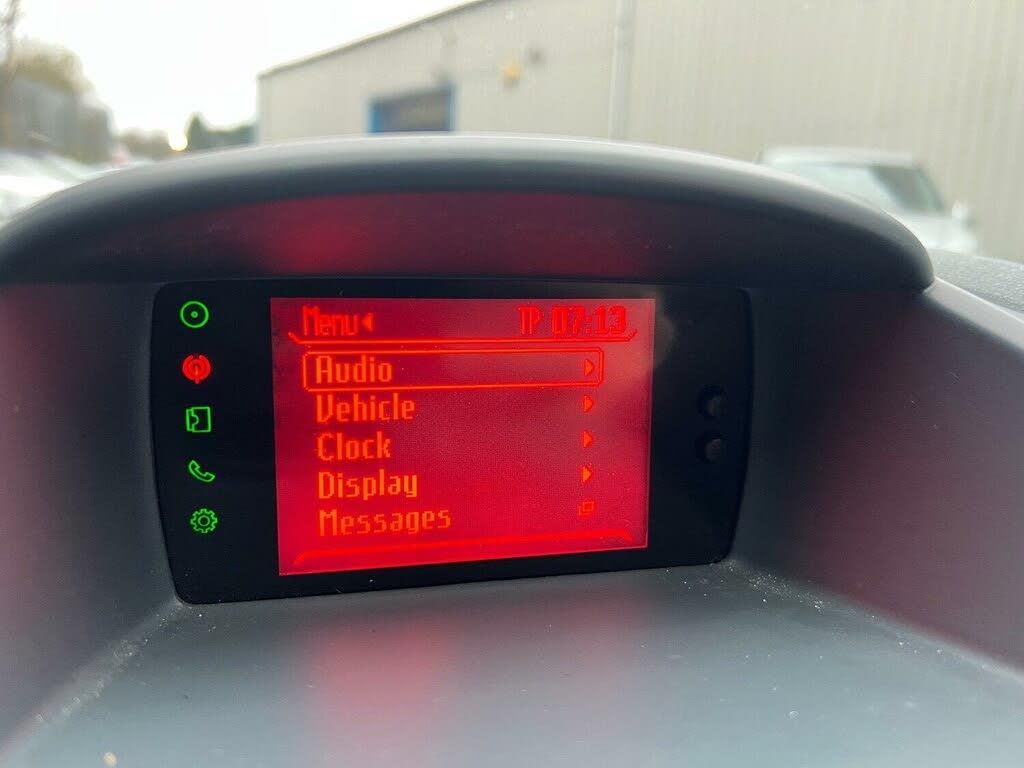 Menu TP 07:13
Audio
Vehicle
Clock
Display
Messages